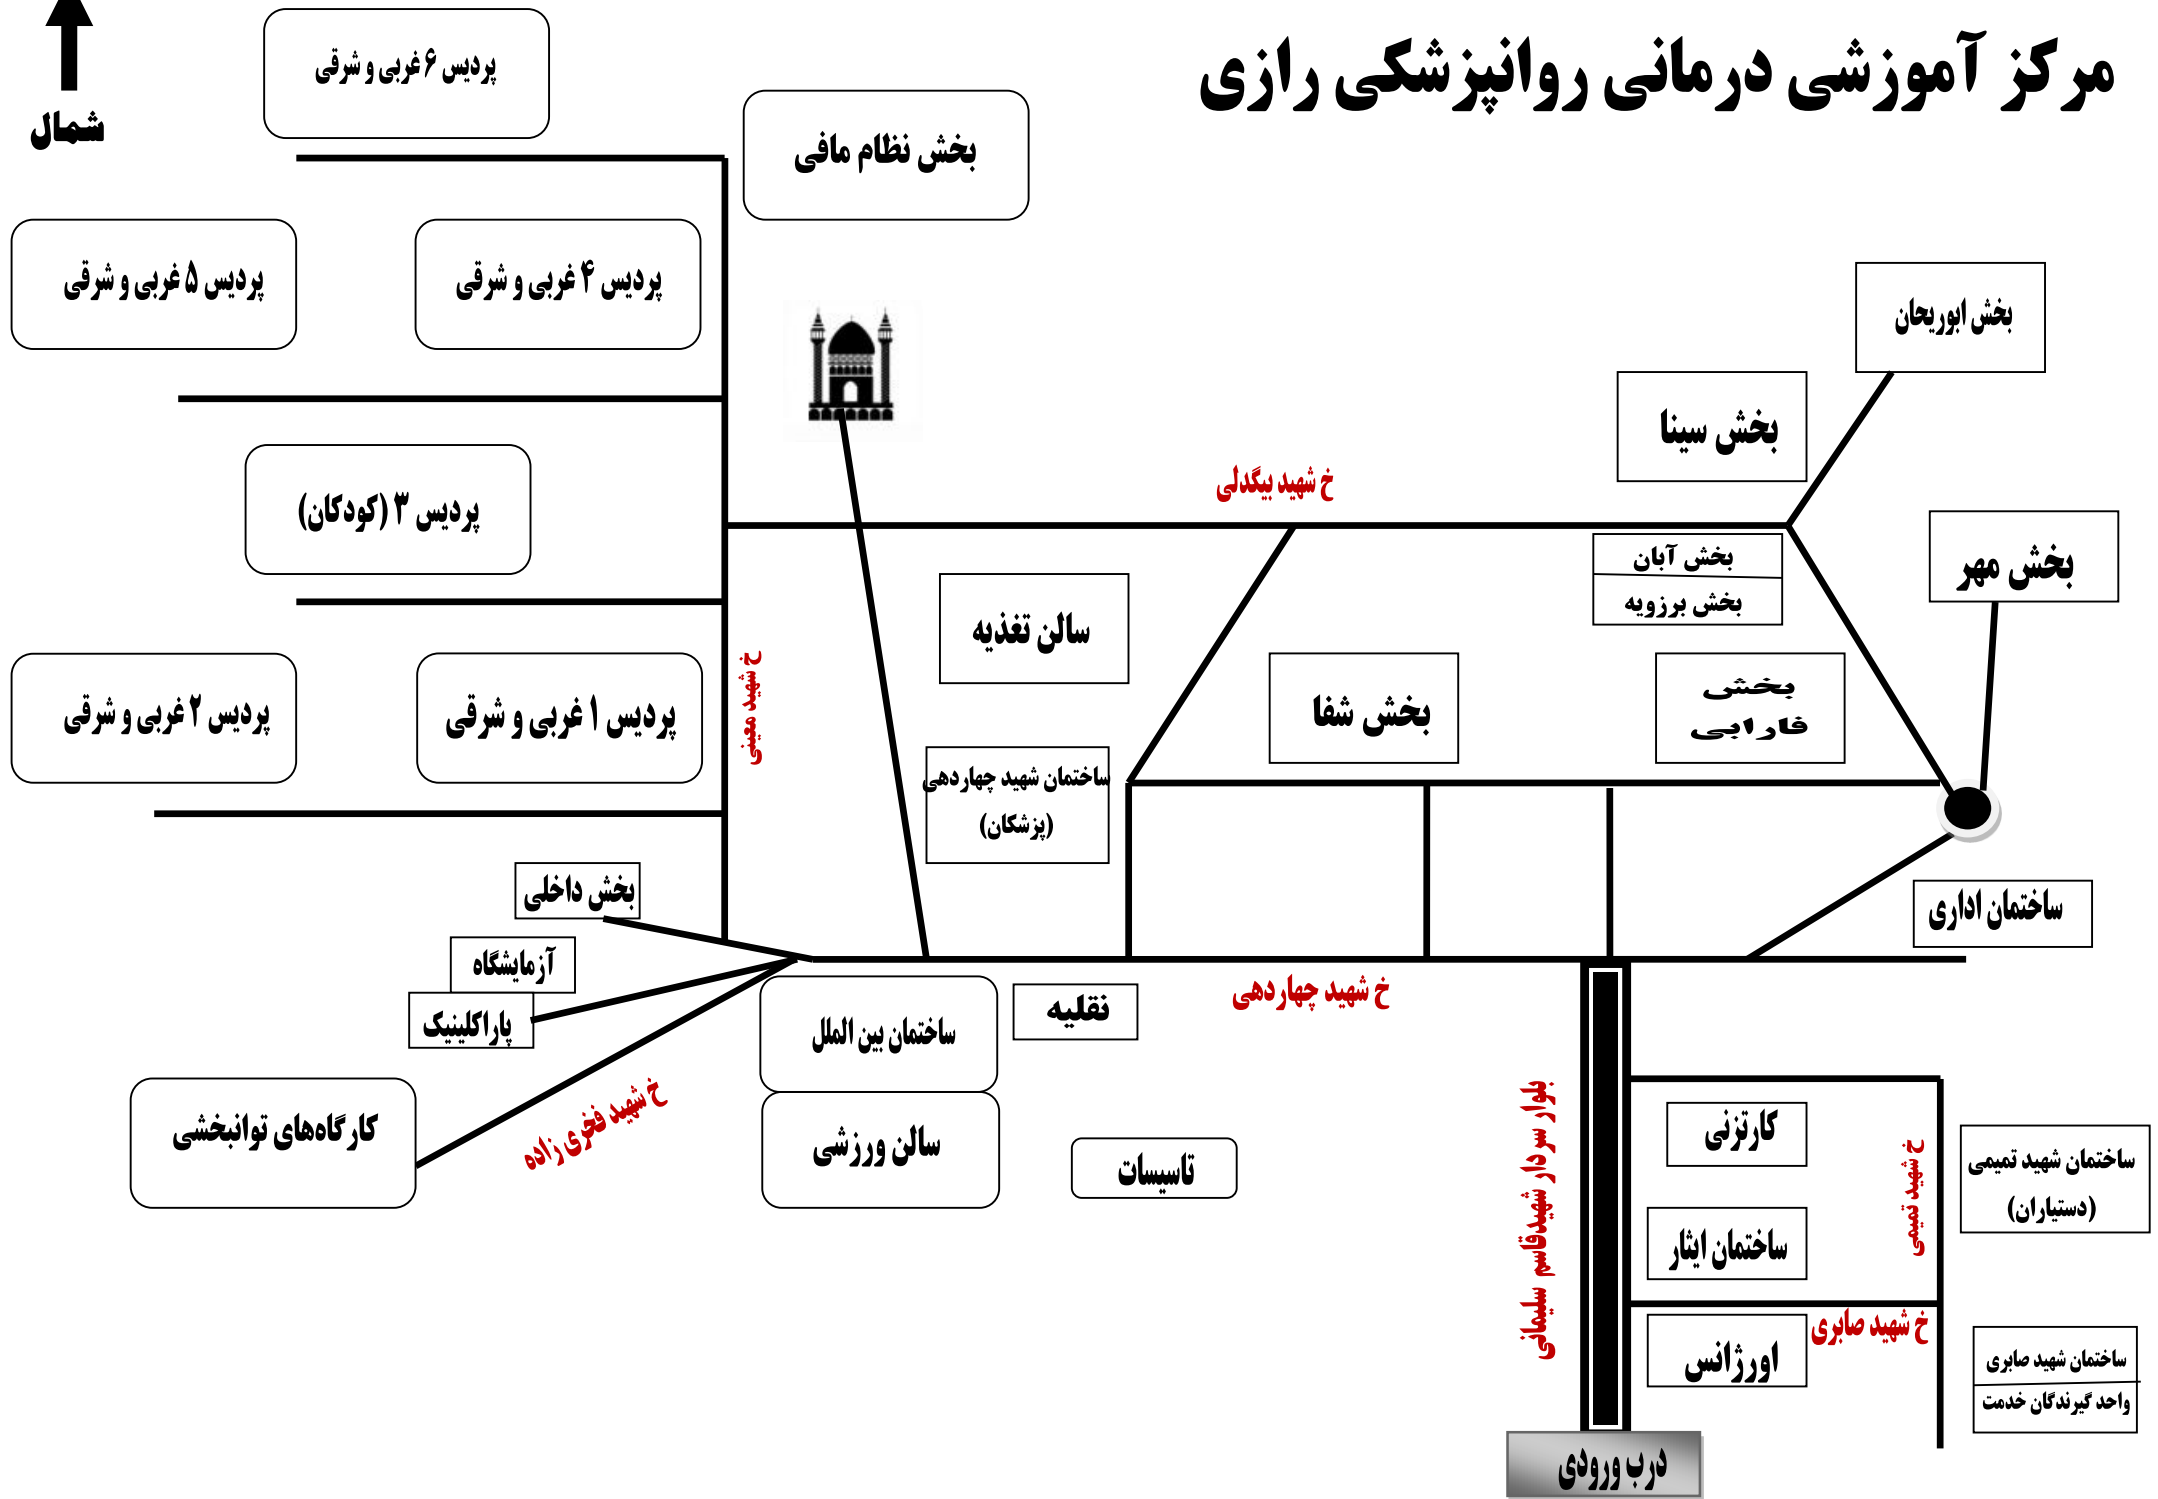 مرکز آموزشی درمانی روانپزشکی رازی
شمال
پردیس ۶ غربی و شرقی
بخش نظام مافی
پردیس ۴ غربی و شرقی
پردیس ۵ غربی و شرقی
بخش ابوریحان
بخش سینا
خ شهید بیگدلی
پردیس ۳ (کودکان)
بخش مهر
بخش آبان
بخش برزویه
سالن تغذیه
بخش شفا
بخش
فارابی
خ شهید معینی
پردیس ۱ غربی و شرقی
پردیس ۲ غربی و شرقی
ساختمان شهید چهاردهی
(پزشکان)
بخش داخلی
ساختمان اداری
آزمایشگاه
پاراکلینیک
خ شهید چهاردهی
نقلیه
ساختمان بین الملل
سالن ورزشی
تاسیسات
کارگاه‌های توانبخشی
خ شهید فخری زاده
بلوار سردار شهیدقاسم سلیمانی
کارتزنی
خ شهید تمیمی
ساختمان شهید تمیمی
(دستیاران)
ساختمان ایثار
خ شهید صابری
اورژانس
ساختمان شهید صابری
واحد گیرندگان خدمت
درب ورودی